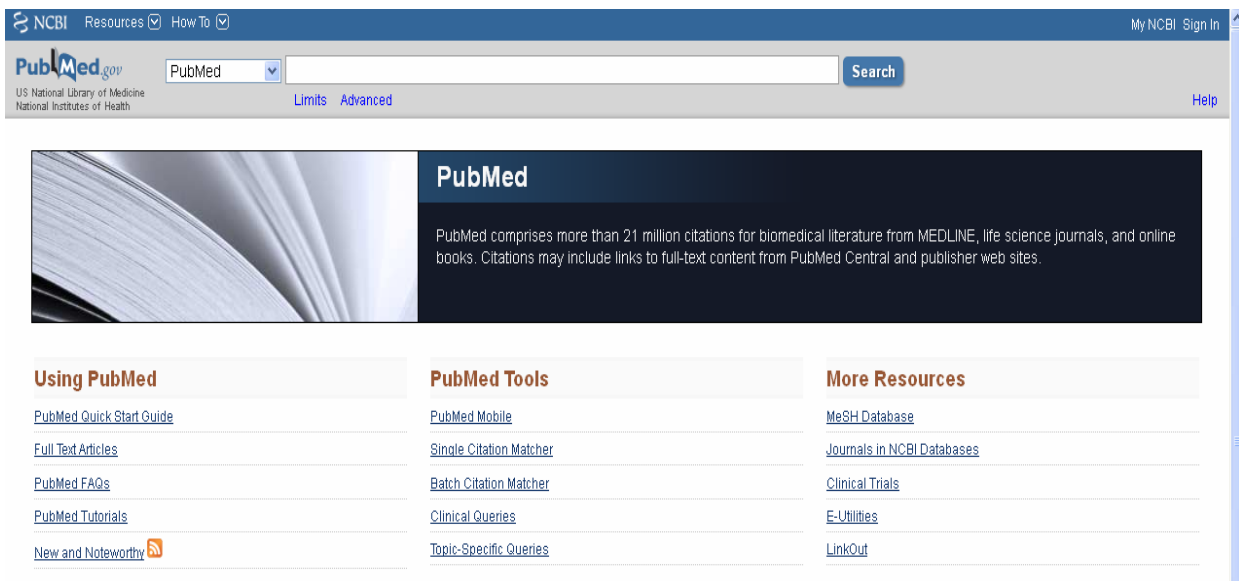 NCBI Resources How To My NCBI Sign In
PubMed.gov PubMed Search
US National Library of Medicine
National Institutes of Health
Limits Advanced Help
PubMed
PubMed comprises more than 21 million citations for biomedical literature from MEDLINE, life science journals, and online
books. Citations may include links to full-text content from PubMed Central and publisher web sites.
Using PubMed
PubMed Quick Start Guide
Full Text Articles
PubMed FAQs
PubMed Tutorials
New and Noteworthy
PubMed Tools
PubMed Mobile
Single Citation Matcher
Batch Citation Matcher
Clinical Queries
Topic-Specific Queries
More Resources
MeSH Database
Journals in NCBI Databases
Clinical Trials
E-Utilities
LinkOut